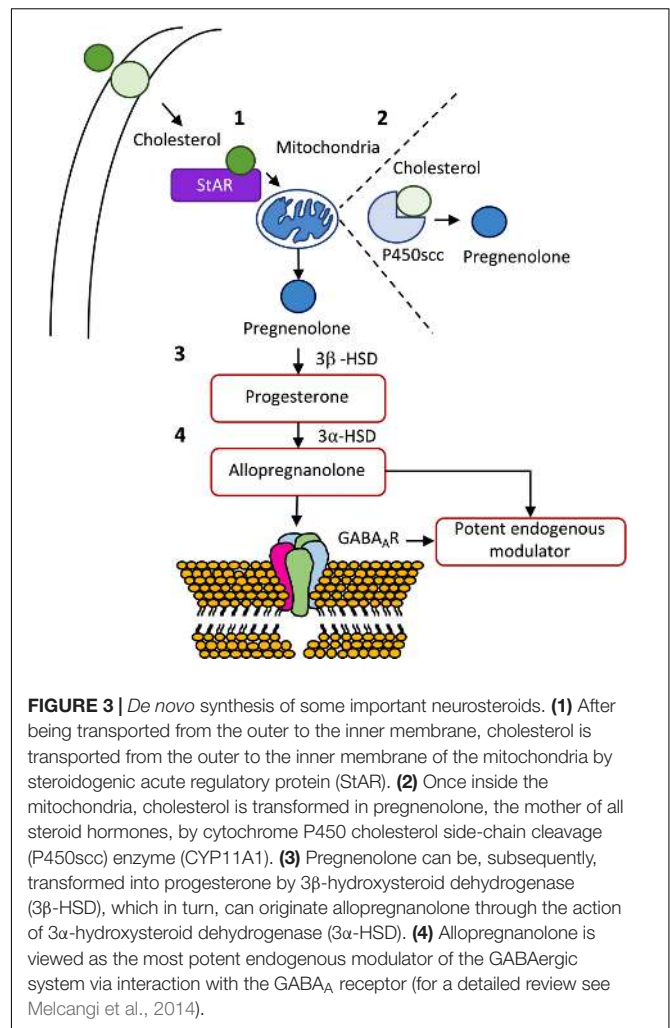 1
2
Cholesterol
Mitochondria
StAR
Cholesterol
P450scc
Pregnenolone
Pregnenolone
3
3β -HSD
Progesterone
4
3α-HSD
Allopregnanolone
GABAAR
Potent endogenous
modulator
FIGURE 3 | De novo synthesis of some important neurosteroids. (1) After
being transported from the outer to the inner membrane, cholesterol is
transported from the outer to the inner membrane of the mitochondria by
steroidogenic acute regulatory protein (StAR). (2) Once inside the
mitochondria, cholesterol is transformed in pregnenolone, the mother of all
steroid hormones, by cytochrome P450 cholesterol side-chain cleavage
(P450scc) enzyme (CYP11A1). (3) Pregnenolone can be, subsequently,
transformed into progesterone by 3β-hydroxysteroid dehydrogenase
(3β-HSD), which in turn, can originate allopregnanolone through the action
of 3α-hydroxysteroid dehydrogenase (3α-HSD). (4) Allopregnanolone is
viewed as the most potent endogenous modulator of the GABAergic
system via interaction with the GABAA receptor (for a detailed review see
Melcangi et al., 2014).